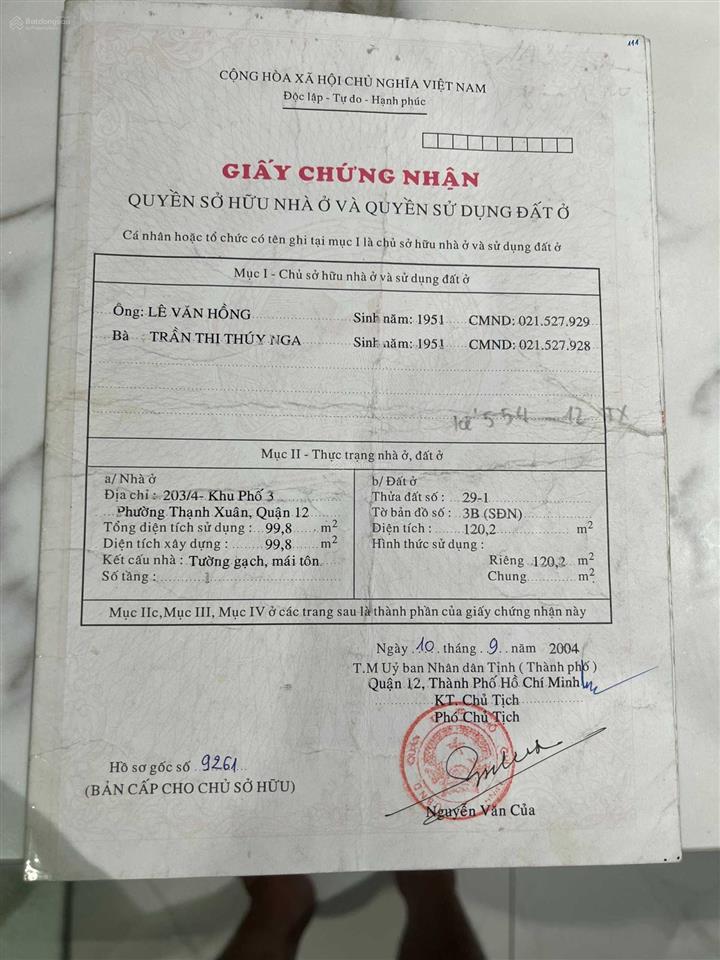 Batdongsan
111
CỘNG HÒA XÃ HỘI CHỦ NGHĨA VIỆT NAM
Độc lập - Tự do - Hạnh phúc
GIẤY CHỨNG NHẬN
QUYỀN SỞ HỮU NHÀ Ở VÀ QUYỀN SỬ DỤNG ĐẤT Ở
Cá nhân hoặc tổ chức có tên ghi tại mục I là chủ sở hữu nhà ở và sử dụng đất ở
Mục I - Chủ sở hữu nhà ở và sử dụng đất ở
Ông: LÊ VĂN HỒNG Sinh năm: 1951 CMND: 021.527.929
Bà TRẦN THI THÚY NGA Sinh năm: 1951 CMND: 021.527.928
554 12 IX
Mục II - Thực trạng nhà ở, đất ở
a/ Nhà ở
Địa chỉ : 203/4- Khu Phố 3
Phường Thạnh Xuân, Quận 12
Tổng diện tích sử dụng : 99,8 m2
Diện tích xây dựng : 99,8 m2
Kết cấu nhà : Tường gạch, mái tôn
Số tầng : 1
b/ Đất ở
Thửa đất số : 29-1
Tờ bản đồ số : 3B (SĐN)
Diện tích : 120,2 m2
Hình thức sử dụng :
Riêng 120,2 m2
Chung m2
Mục IIc,Mục III, Mục IV ở các trang sau là thành phần của giấy chứng nhận này
Ngày 10 tháng 9 năm 2004
T.M Uỷ ban Nhân dân Tỉnh ( Thành phố )
Quận 12, Thành Phố Hồ Chí Minh
KT. Chủ Tịch
Phó Chủ Tịch
Hồ sơ gốc số 9261
(BẢN CẤP CHO CHỦ SỞ HỮU)
Nguyễn Văn Của